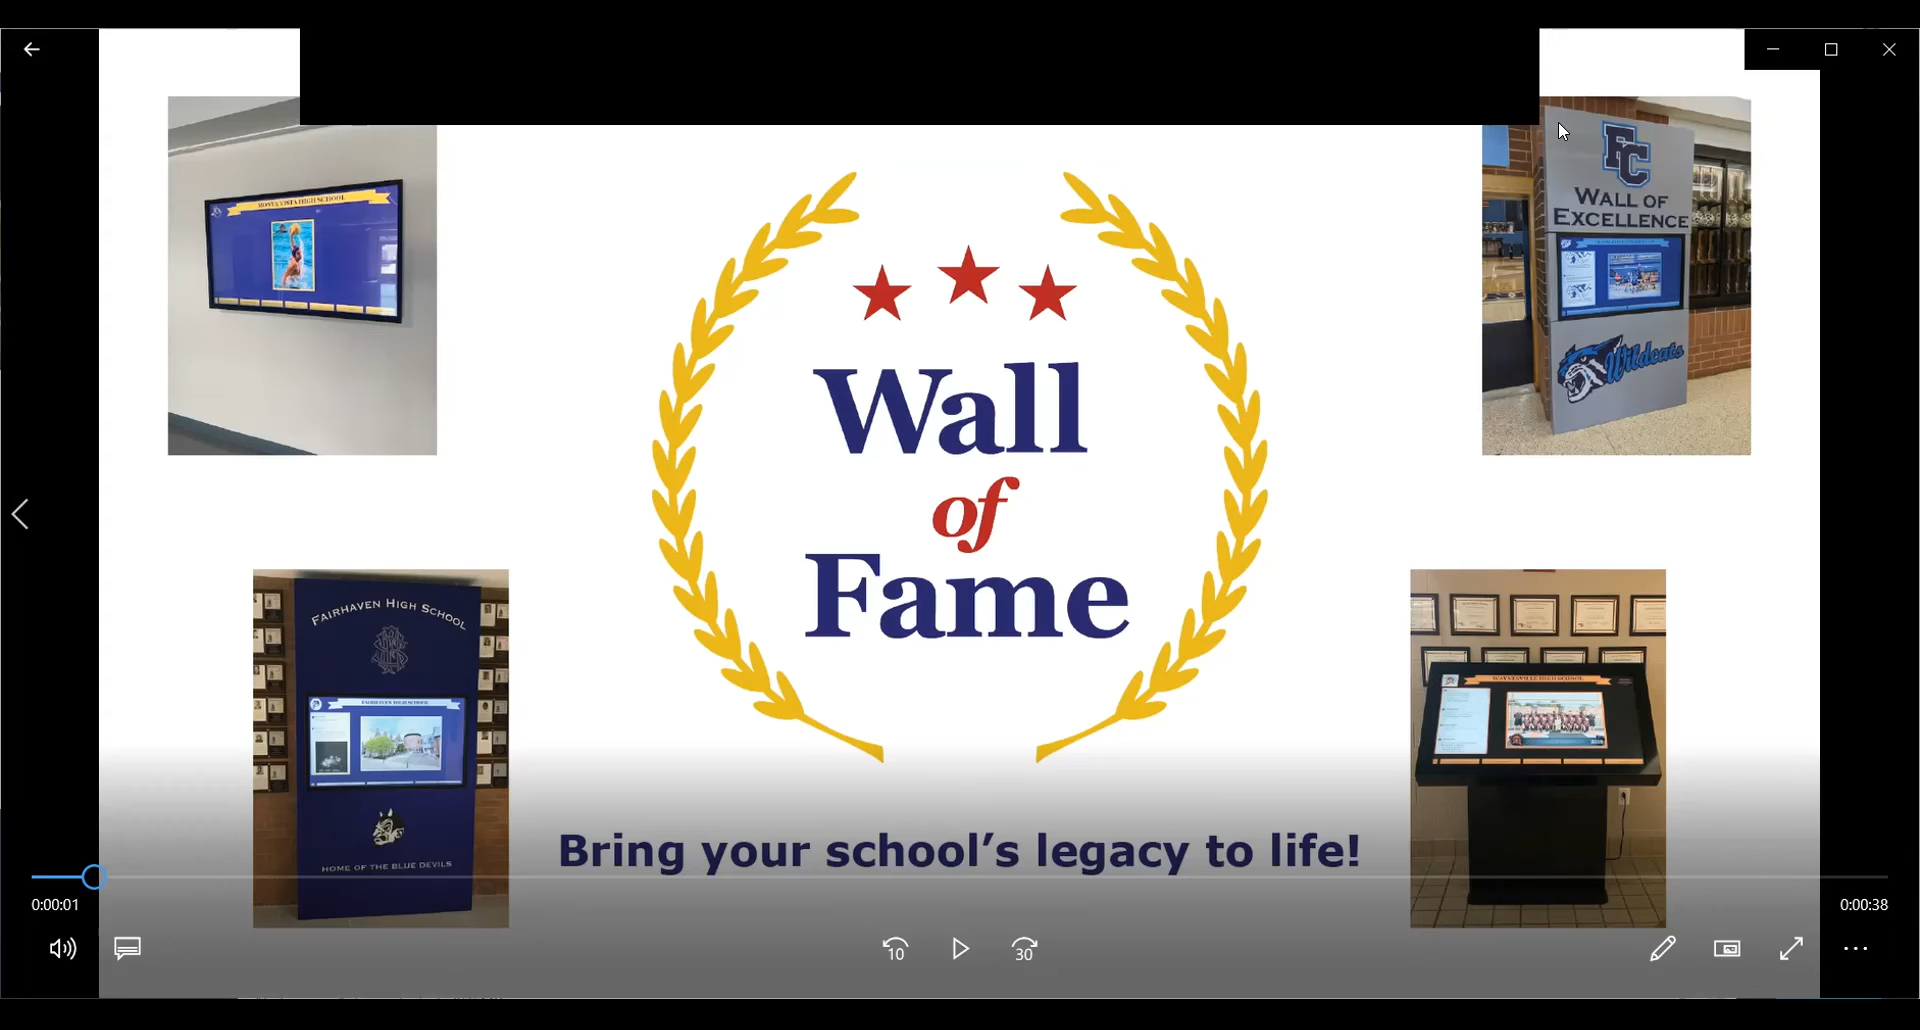 MONTA VISTA HIGH SCHOOL
FC
WALL OF
EXCELLENCE
Wildcats
Wall
of
Fame
FAIRHAVEN HIGH SCHOOL
FAIRHAVEN HIGH SCHOOL
HOME OF THE BLUE DEVILS
WAYNESVILLE HIGH SCHOOL
Bring your school's legacy to life!
0:00:01
0:00:38
10
30